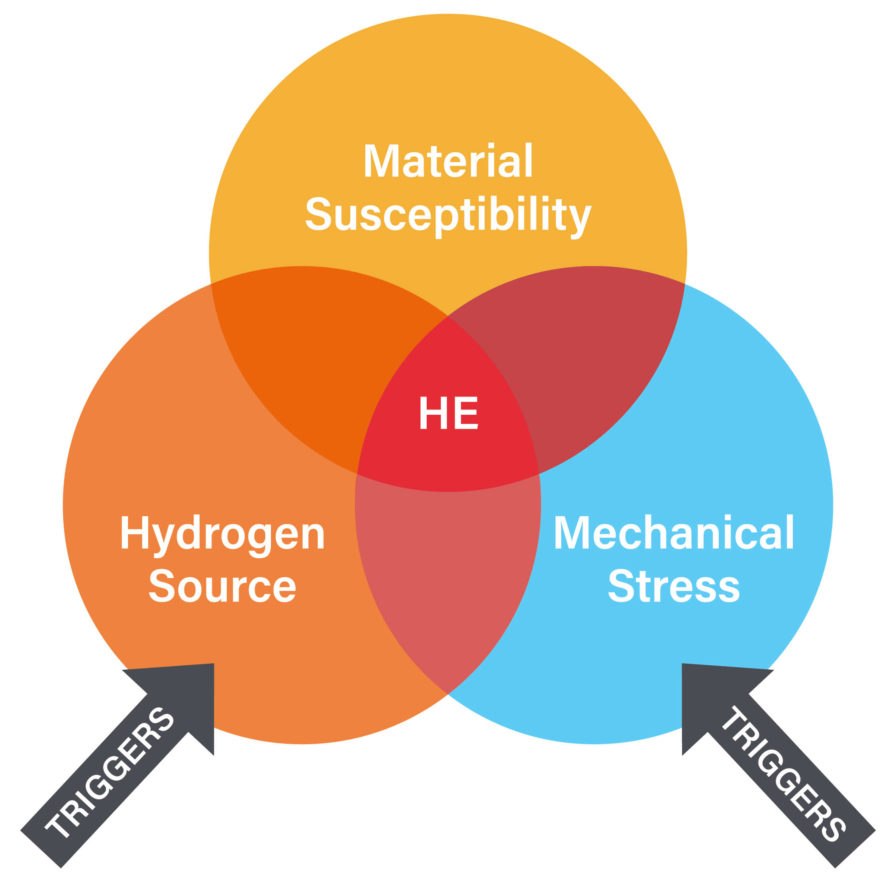 Material
Susceptibility
HE
Hydrogen
Source
Mechanical
Stress
TRIGGERS
TRIGGERS